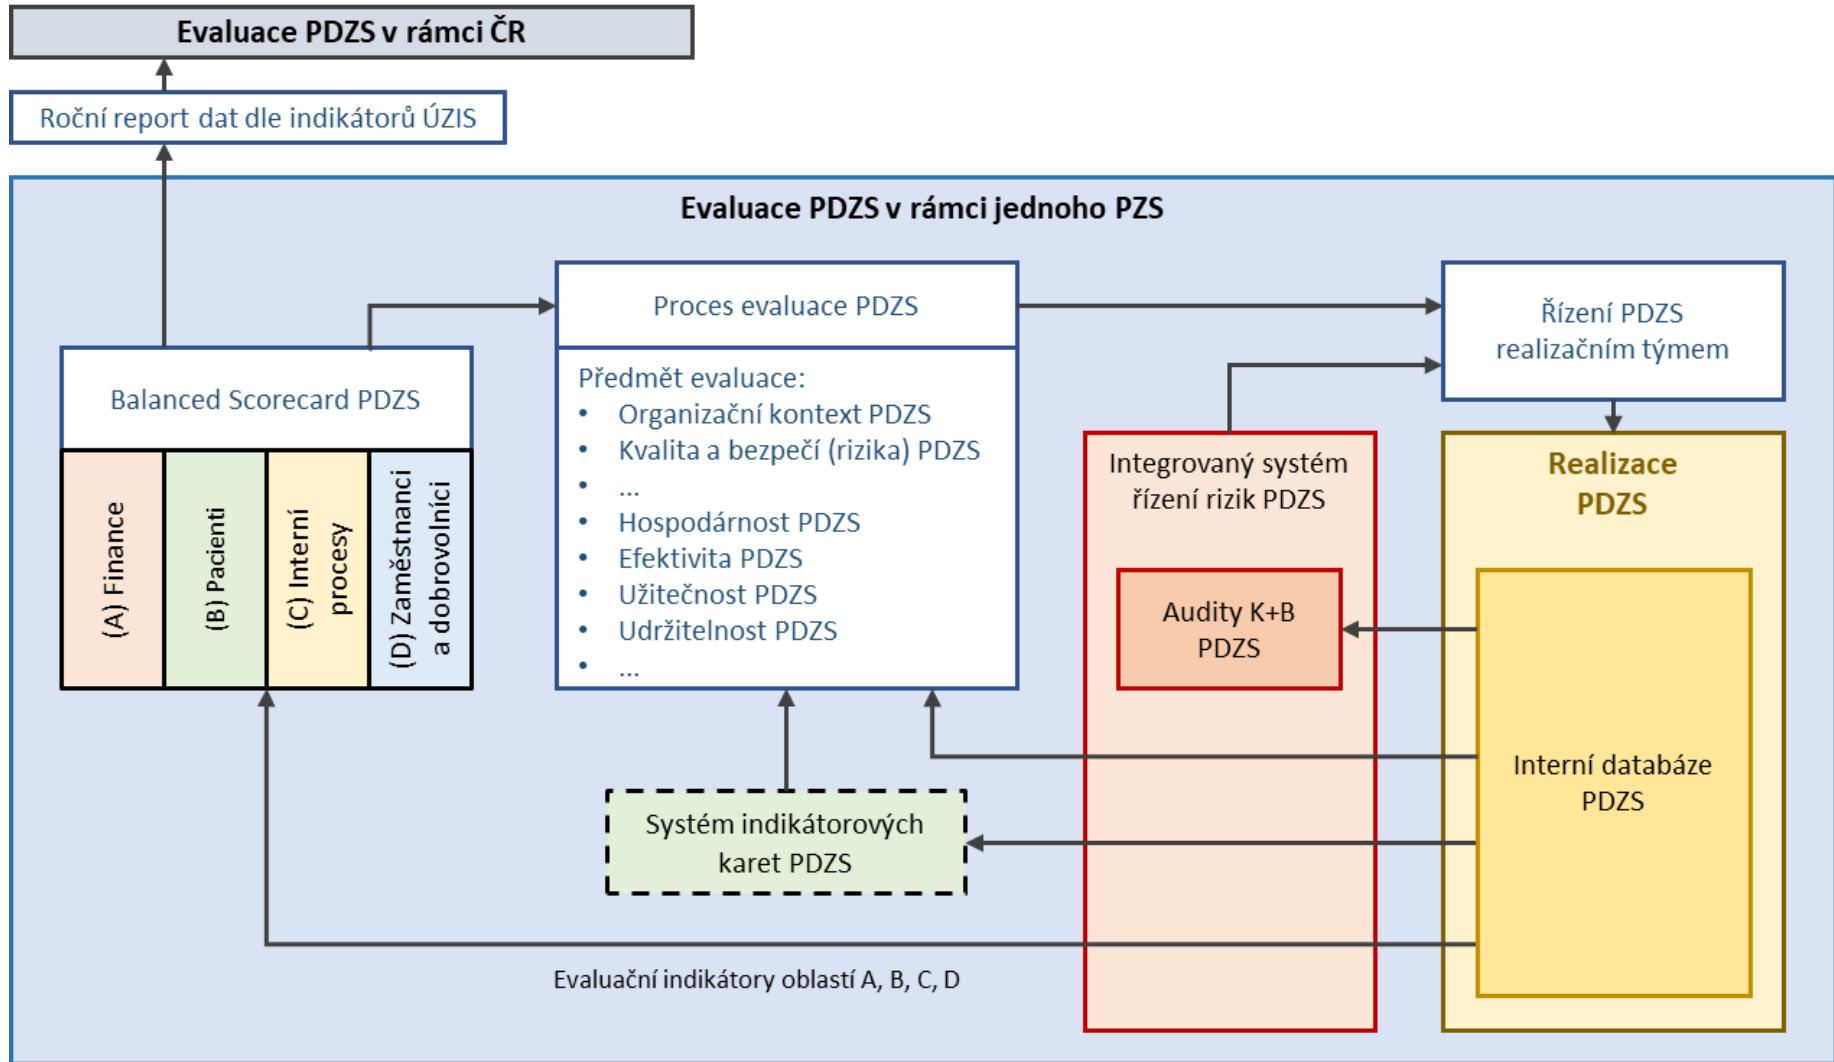 Evaluace PDZS v rámci ČR
Roční report dat dle indikátorů ÚZIS
Evaluace PDZS v rámci jednoho PZS
Balanced Scorecard PDZS
(A) Finance
(B) Pacienti
(C) Interní
procesy
(D) Zaměstnanci
a dobrovolníci
Proces evaluace PDZS
Předmět evaluace:
• Organizační kontext PDZS
• Kvalita a bezpečí (rizika) PDZS
• ...
• Hospodárnost PDZS
• Efektivita PDZS
• Užitečnost PDZS
• Udržitelnost PDZS
• ...
Systém indikátorových
karet PDZS
Evaluační indikátory oblastí A, B, C, D
Integrovaný systém
řízení rizik PDZS
Audity K+B
PDZS
Řízení PDZS
realizačním týmem
Realizace
PDZS
Interní databáze
PDZS